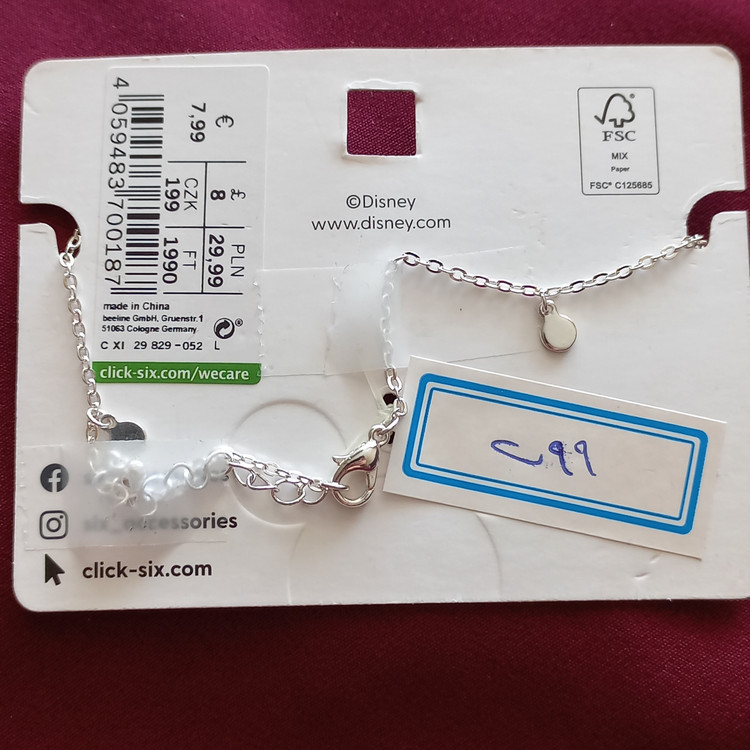 4 059483 700187
€ £ PLN
7,99 8 29,99
CZK FT
199 1990
made in China
beeline GmbH, Gruenstr.1
51063 Cologne Germany
C XI 29 829 -052 L
click-six.com/wecare
©Disney
www.disney.com
FSC
MIX
Paper
FSC® C125685
six_accessories
click-six.com